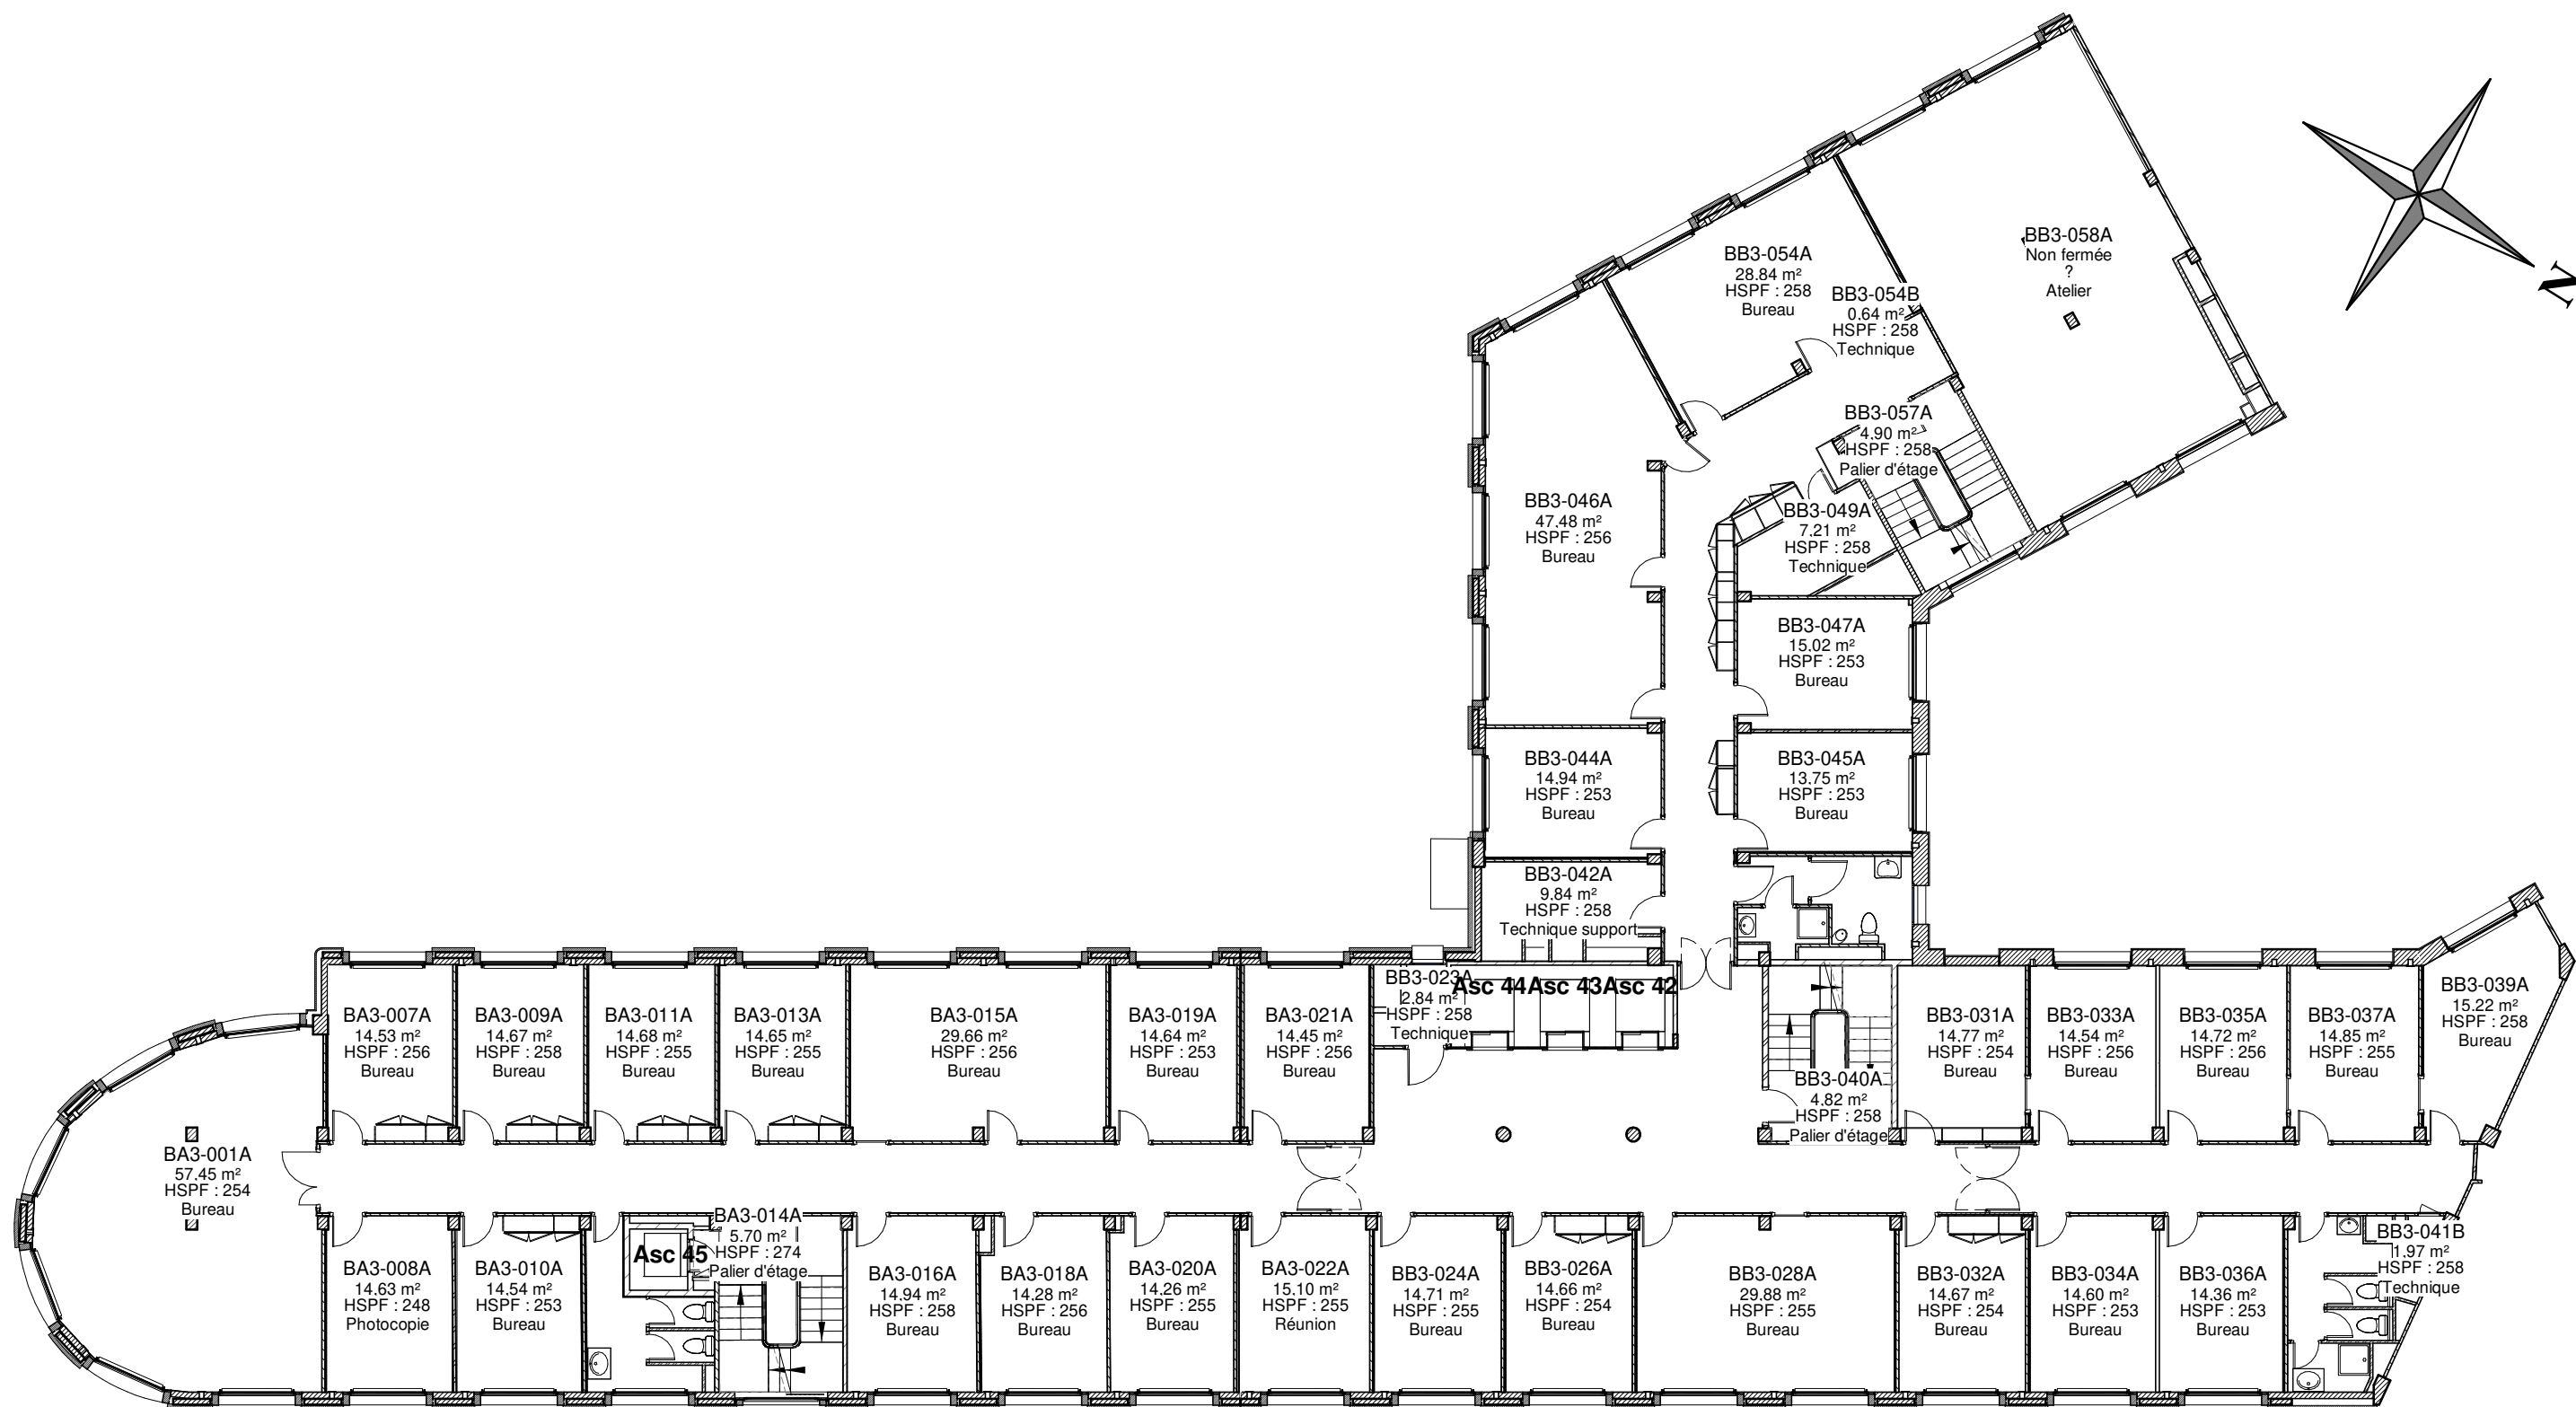 BB3-058A
Non fermée
?
Atelier
N
BB3-054A
28.84 m²
HSPF : 258
Bureau
BB3-054B
0.64 m²
HSPF : 258
Technique
BB3-057A
4.90 m²
HSPF : 258
Palier d'étage
BB3-046A
47.48 m²
HSPF : 256
Bureau
BB3-049A
7.21 m²
HSPF : 258
Technique
BB3-047A
15.02 m²
HSPF : 253
Bureau
BB3-044A
14.94 m²
HSPF : 253
Bureau
BB3-045A
13.75 m²
HSPF : 253
Bureau
BB3-042A
9.84 m²
HSPF : 258
Technique support
BA3-007A
14.53 m²
HSPF : 256
Bureau
BA3-009A
14.67 m²
HSPF : 258
Bureau
BA3-011A
14.68 m²
HSPF : 255
Bureau
BA3-013A
14.65 m²
HSPF : 255
Bureau
BA3-015A
29.66 m²
HSPF : 256
Bureau
BA3-019A
14.64 m²
HSPF : 253
Bureau
BA3-021A
14.45 m²
HSPF : 256
Bureau
BB3-023A
2.84 m²
HSPF : 258
Technique
Asc 44
Asc 43
Asc 42
BB3-040A
4.82 m²
HSPF : 258
Palier d'étage
BB3-031A
14.77 m²
HSPF : 254
Bureau
BB3-033A
14.54 m²
HSPF : 256
Bureau
BB3-035A
14.72 m²
HSPF : 256
Bureau
BB3-037A
14.85 m²
HSPF : 255
Bureau
BB3-039A
15.22 m²
HSPF : 258
Bureau
BA3-001A
57.45 m²
HSPF : 254
Bureau
BA3-008A
14.63 m²
HSPF : 248
Photocopie
BA3-010A
14.54 m²
HSPF : 253
Bureau
Asc 45
BA3-014A
5.70 m²
HSPF : 274
Palier d'étage
BA3-016A
14.94 m²
HSPF : 258
Bureau
BA3-018A
14.28 m²
HSPF : 256
Bureau
BA3-020A
14.26 m²
HSPF : 255
Bureau
BA3-022A
15.10 m²
HSPF : 255
Réunion
BB3-024A
14.71 m²
HSPF : 255
Bureau
BB3-026A
14.66 m²
HSPF : 254
Bureau
BB3-028A
29.88 m²
HSPF : 255
Bureau
BB3-032A
14.67 m²
HSPF : 254
Bureau
BB3-034A
14.60 m²
HSPF : 253
Bureau
BB3-036A
14.36 m²
HSPF : 253
Bureau
BB3-041B
1.97 m²
HSPF : 258
Technique